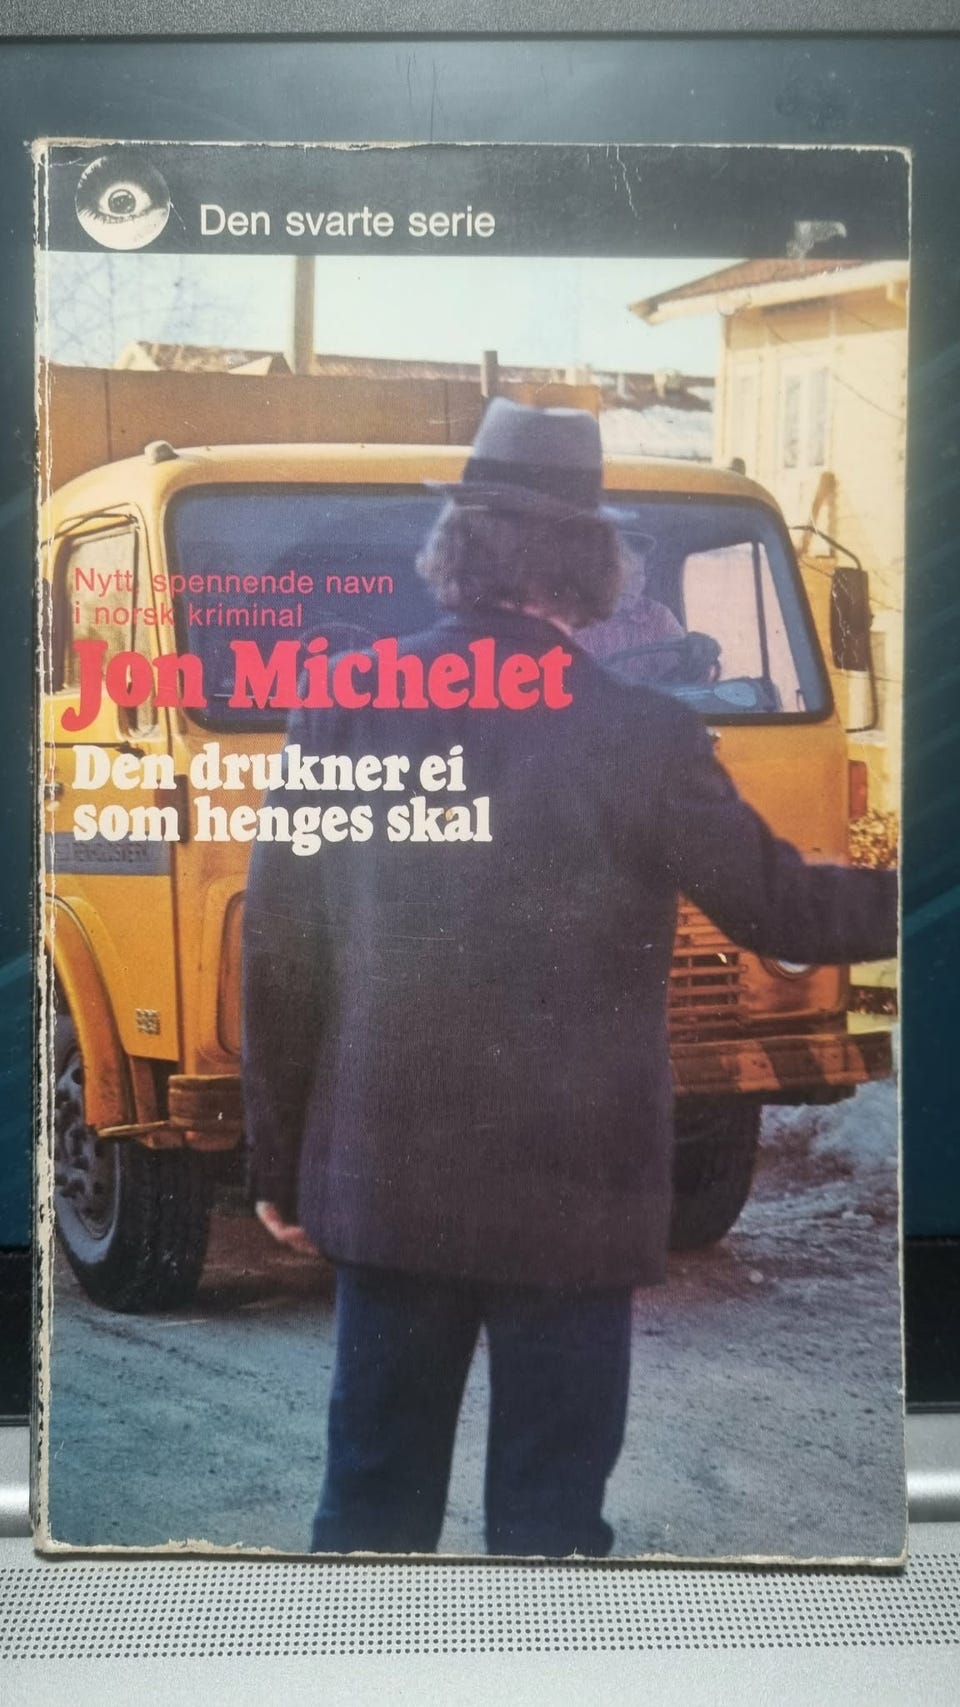 Den svarte serie
Nytt, spennende navn
i norsk kriminal
Jon Michelet
Den drukner ei
som henges skal